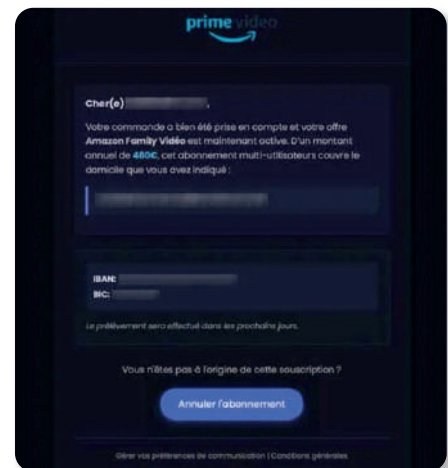 prime video
Cher(e) ,
Votre commande a bien été prise en compte et votre offre
Amazon Family Vidéo est maintenant active. D'un montant
annuel de 480€, cet abonnement multi-utilisateurs couvre le
domicile que vous avez indiqué :
IBAN:
BIC:
Le prélèvement sera effectué dans les prochains jours.
Vous n'êtes pas à l'origine de cette souscription ?
Annuler l'abonnement
Gérer vos préférences de communication | Conditions générales